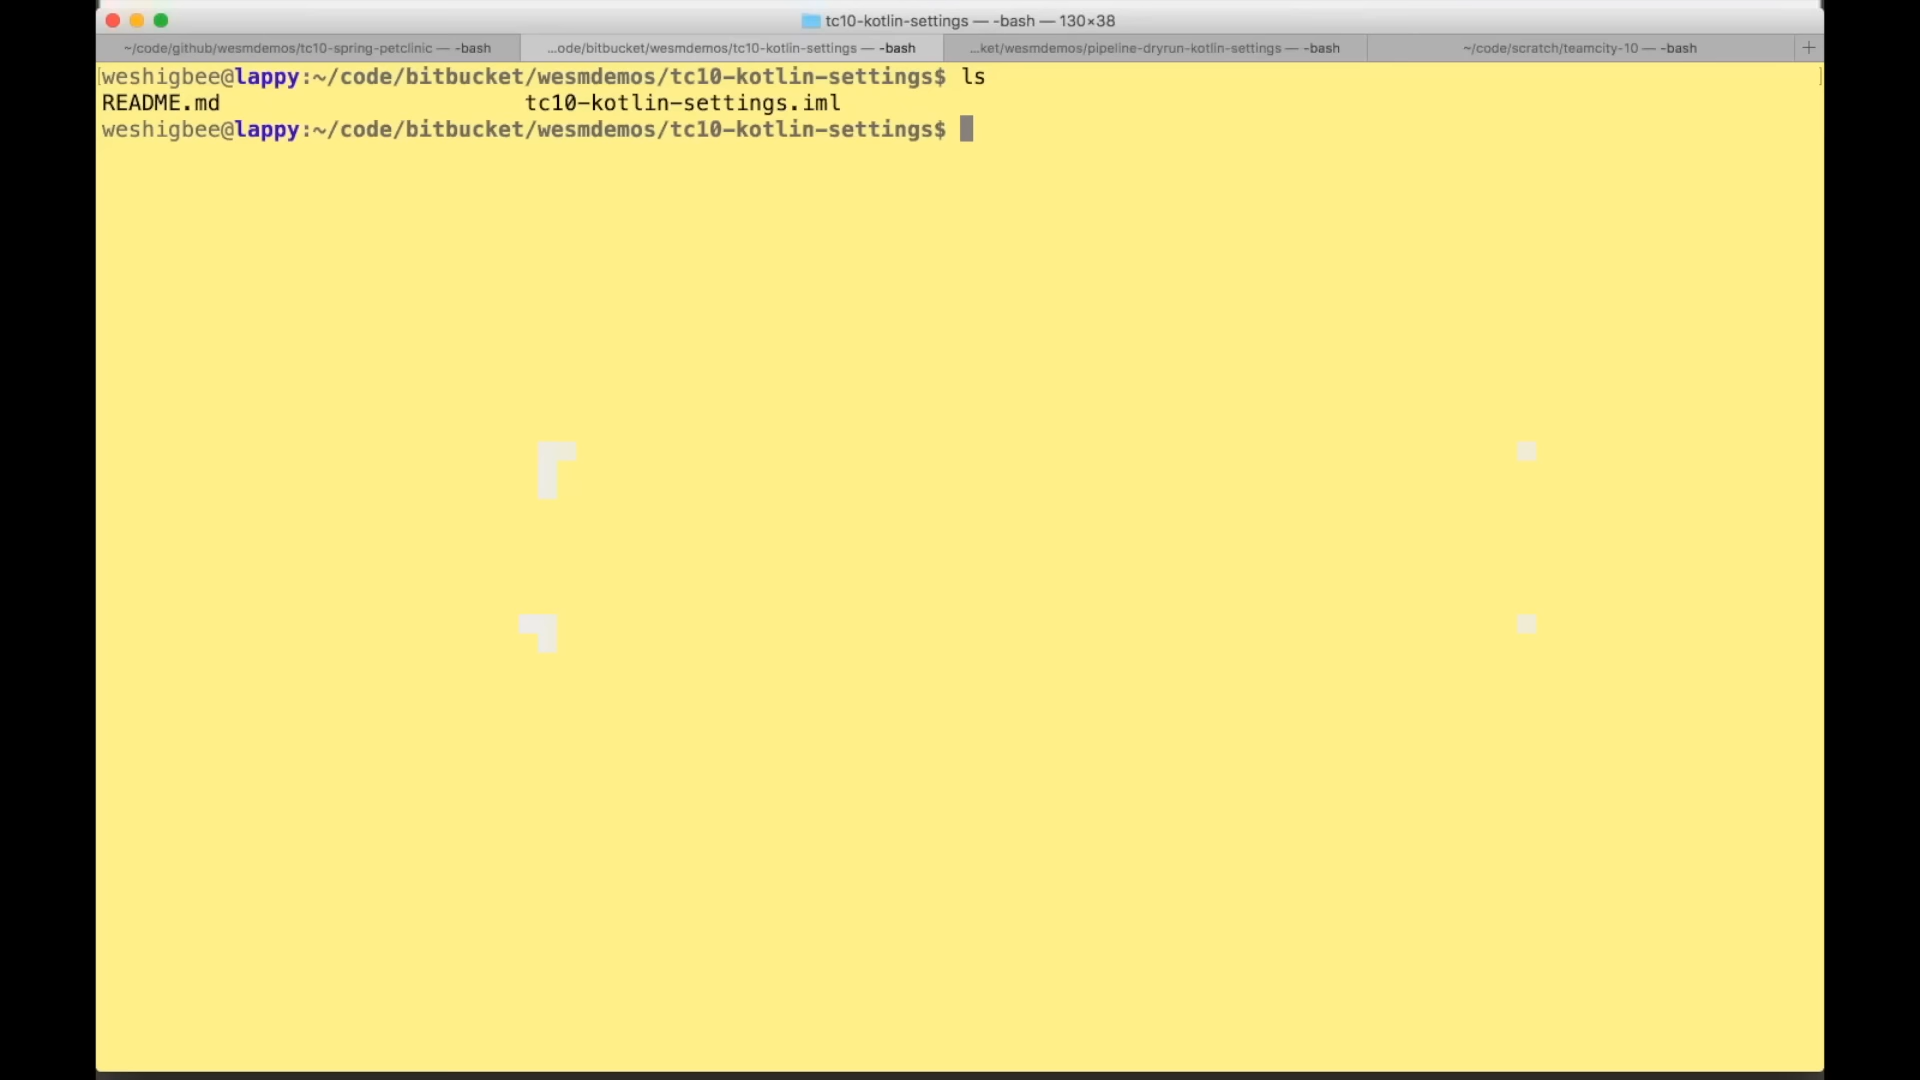 tc10-kotlin-settings — -bash — 130×38
~/code/github/wesmdemos/tc10-spring-petclinic — -bash
...ode/bitbucket/wesmdemos/tc10-kotlin-settings — -bash
...ket/wesmdemos/pipeline-dryrun-kotlin-settings — -bash
~/code/scratch/teamcity-10 — -bash
+
[weshigbee@lappy:~/code/bitbucket/wesmdemos/tc10-kotlin-settings$ ls ]
README.md tc10-kotlin-settings.iml
weshigbee@lappy:~/code/bitbucket/wesmdemos/tc10-kotlin-settings$